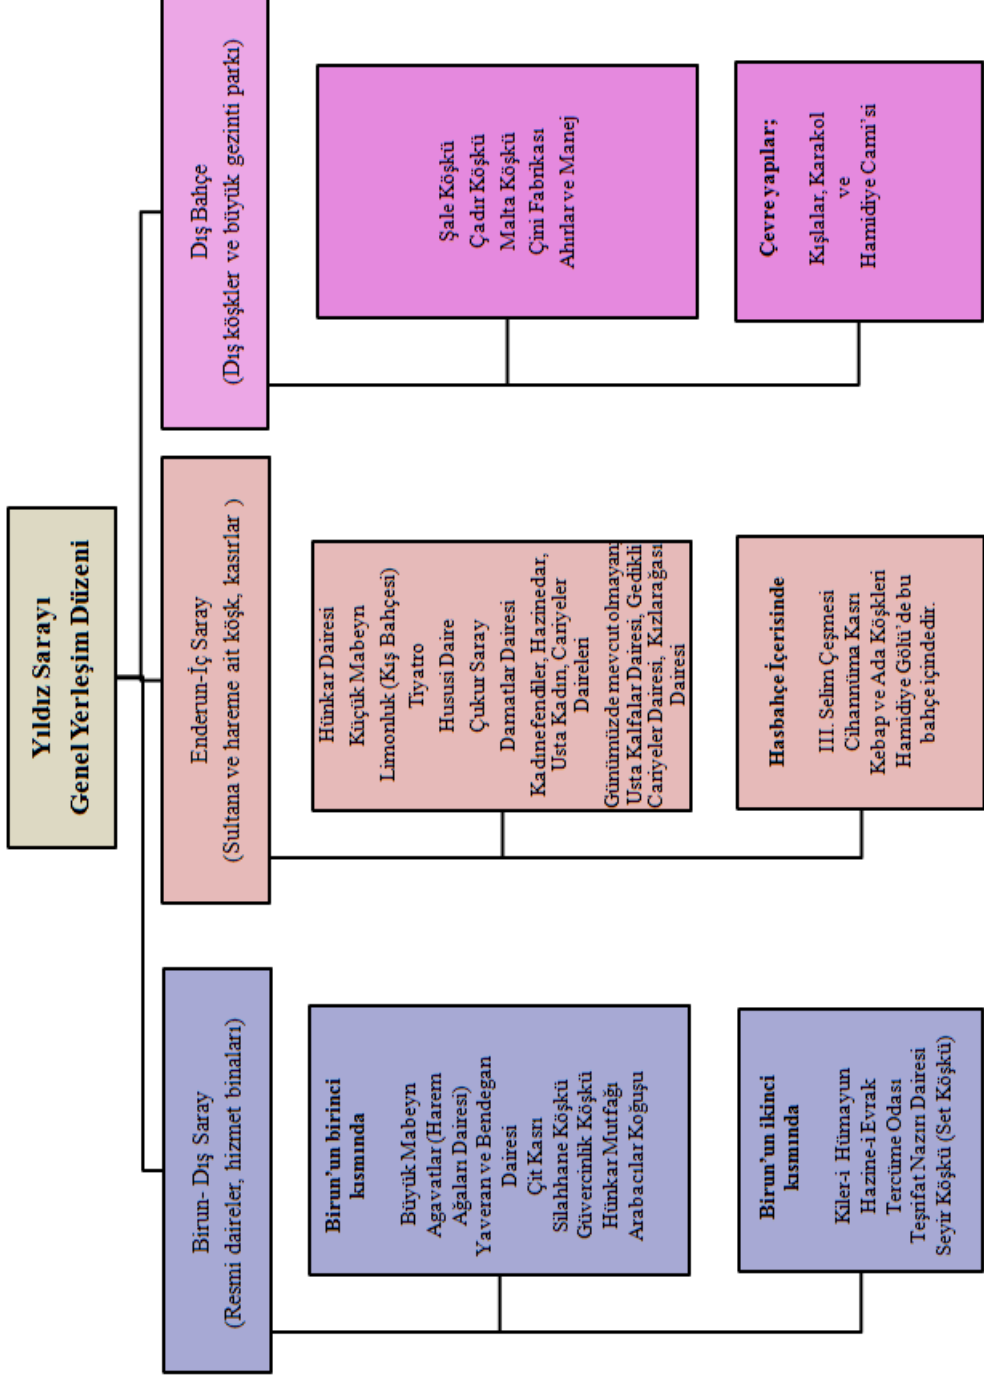 Yıldız Sarayı
Genel Yerleşim Düzeni
Birun- Dış Saray
(Resmi daireler, hizmet binaları)
Birun’un birinci
kısmında
Büyük Mabeyn
Agavatlar (Harem
Ağaları Dairesi)
Yaveran ve Bendegan
Dairesi
Çit Kasrı
Silahhane Köşkü
Güvercinlik Köşkü
Hünkar Mutfağı
Arabacılar Koğuşu
Birun’un ikinci
kısmında
Kiler-i Hümayun
Hazine-i Evrak
Tercüme Odası
Teşrifat Nazırı Dairesi
Seyir Köşkü (Set Köşkü)
Enderun-İç Saray
(Sultana ve hareme ait köşk, kasırlar )
Hünkar Dairesi
Küçük Mabeyn
Limonluk (Kış Bahçesi)
Tiyatro
Hususi Daire
Çukur Saray
Damatlar Dairesi
Kadınefendiler, Hazinedar,
Usta Kadın, Cariyeler
Daireleri
Günümüzde mevcut olmayan;
Usta Kalfalar Dairesi, Gedikli
Cariyeler Dairesi, Kızlarağası
Dairesi
Hasbahçe İçerisinde
III. Selim Çeşmesi
Cihannüma Kasrı
Kebap ve Ada Köşkleri
Hamidiye Gölü’ de bu
bahçe içindedir.
Dış Bahçe
(Dış köşkler ve büyük gezinti parkı)
Şale Köşkü
Çadır Köşkü
Malta Köşkü
Çini Fabrikası
Ahırlar ve Manej
Çevre yapılar;
Kışlalar, Karakol
ve
Hamidiye Cami’si